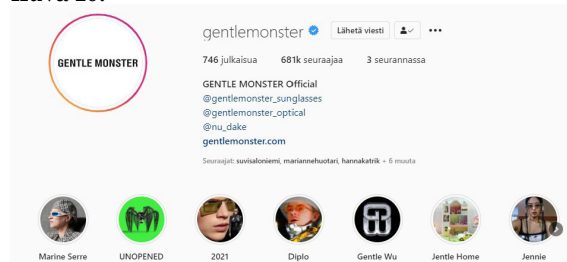 gentlemonster Lähetä viesti
GENTLE MONSTER
746 julkaisua 681k seuraajaa 3 seurannassa
GENTLE MONSTER Official
@gentlemonster_sunglasses
@gentlemonster_optical
@nu_dake
gentlemonster.com
Seuraajat: suvisaloniemi, mariannehuotari, hannakatrik + 6 muuta
Marine Serre UNOPENED 2021 Diplo Gentle Wu Jentle Home Jennie